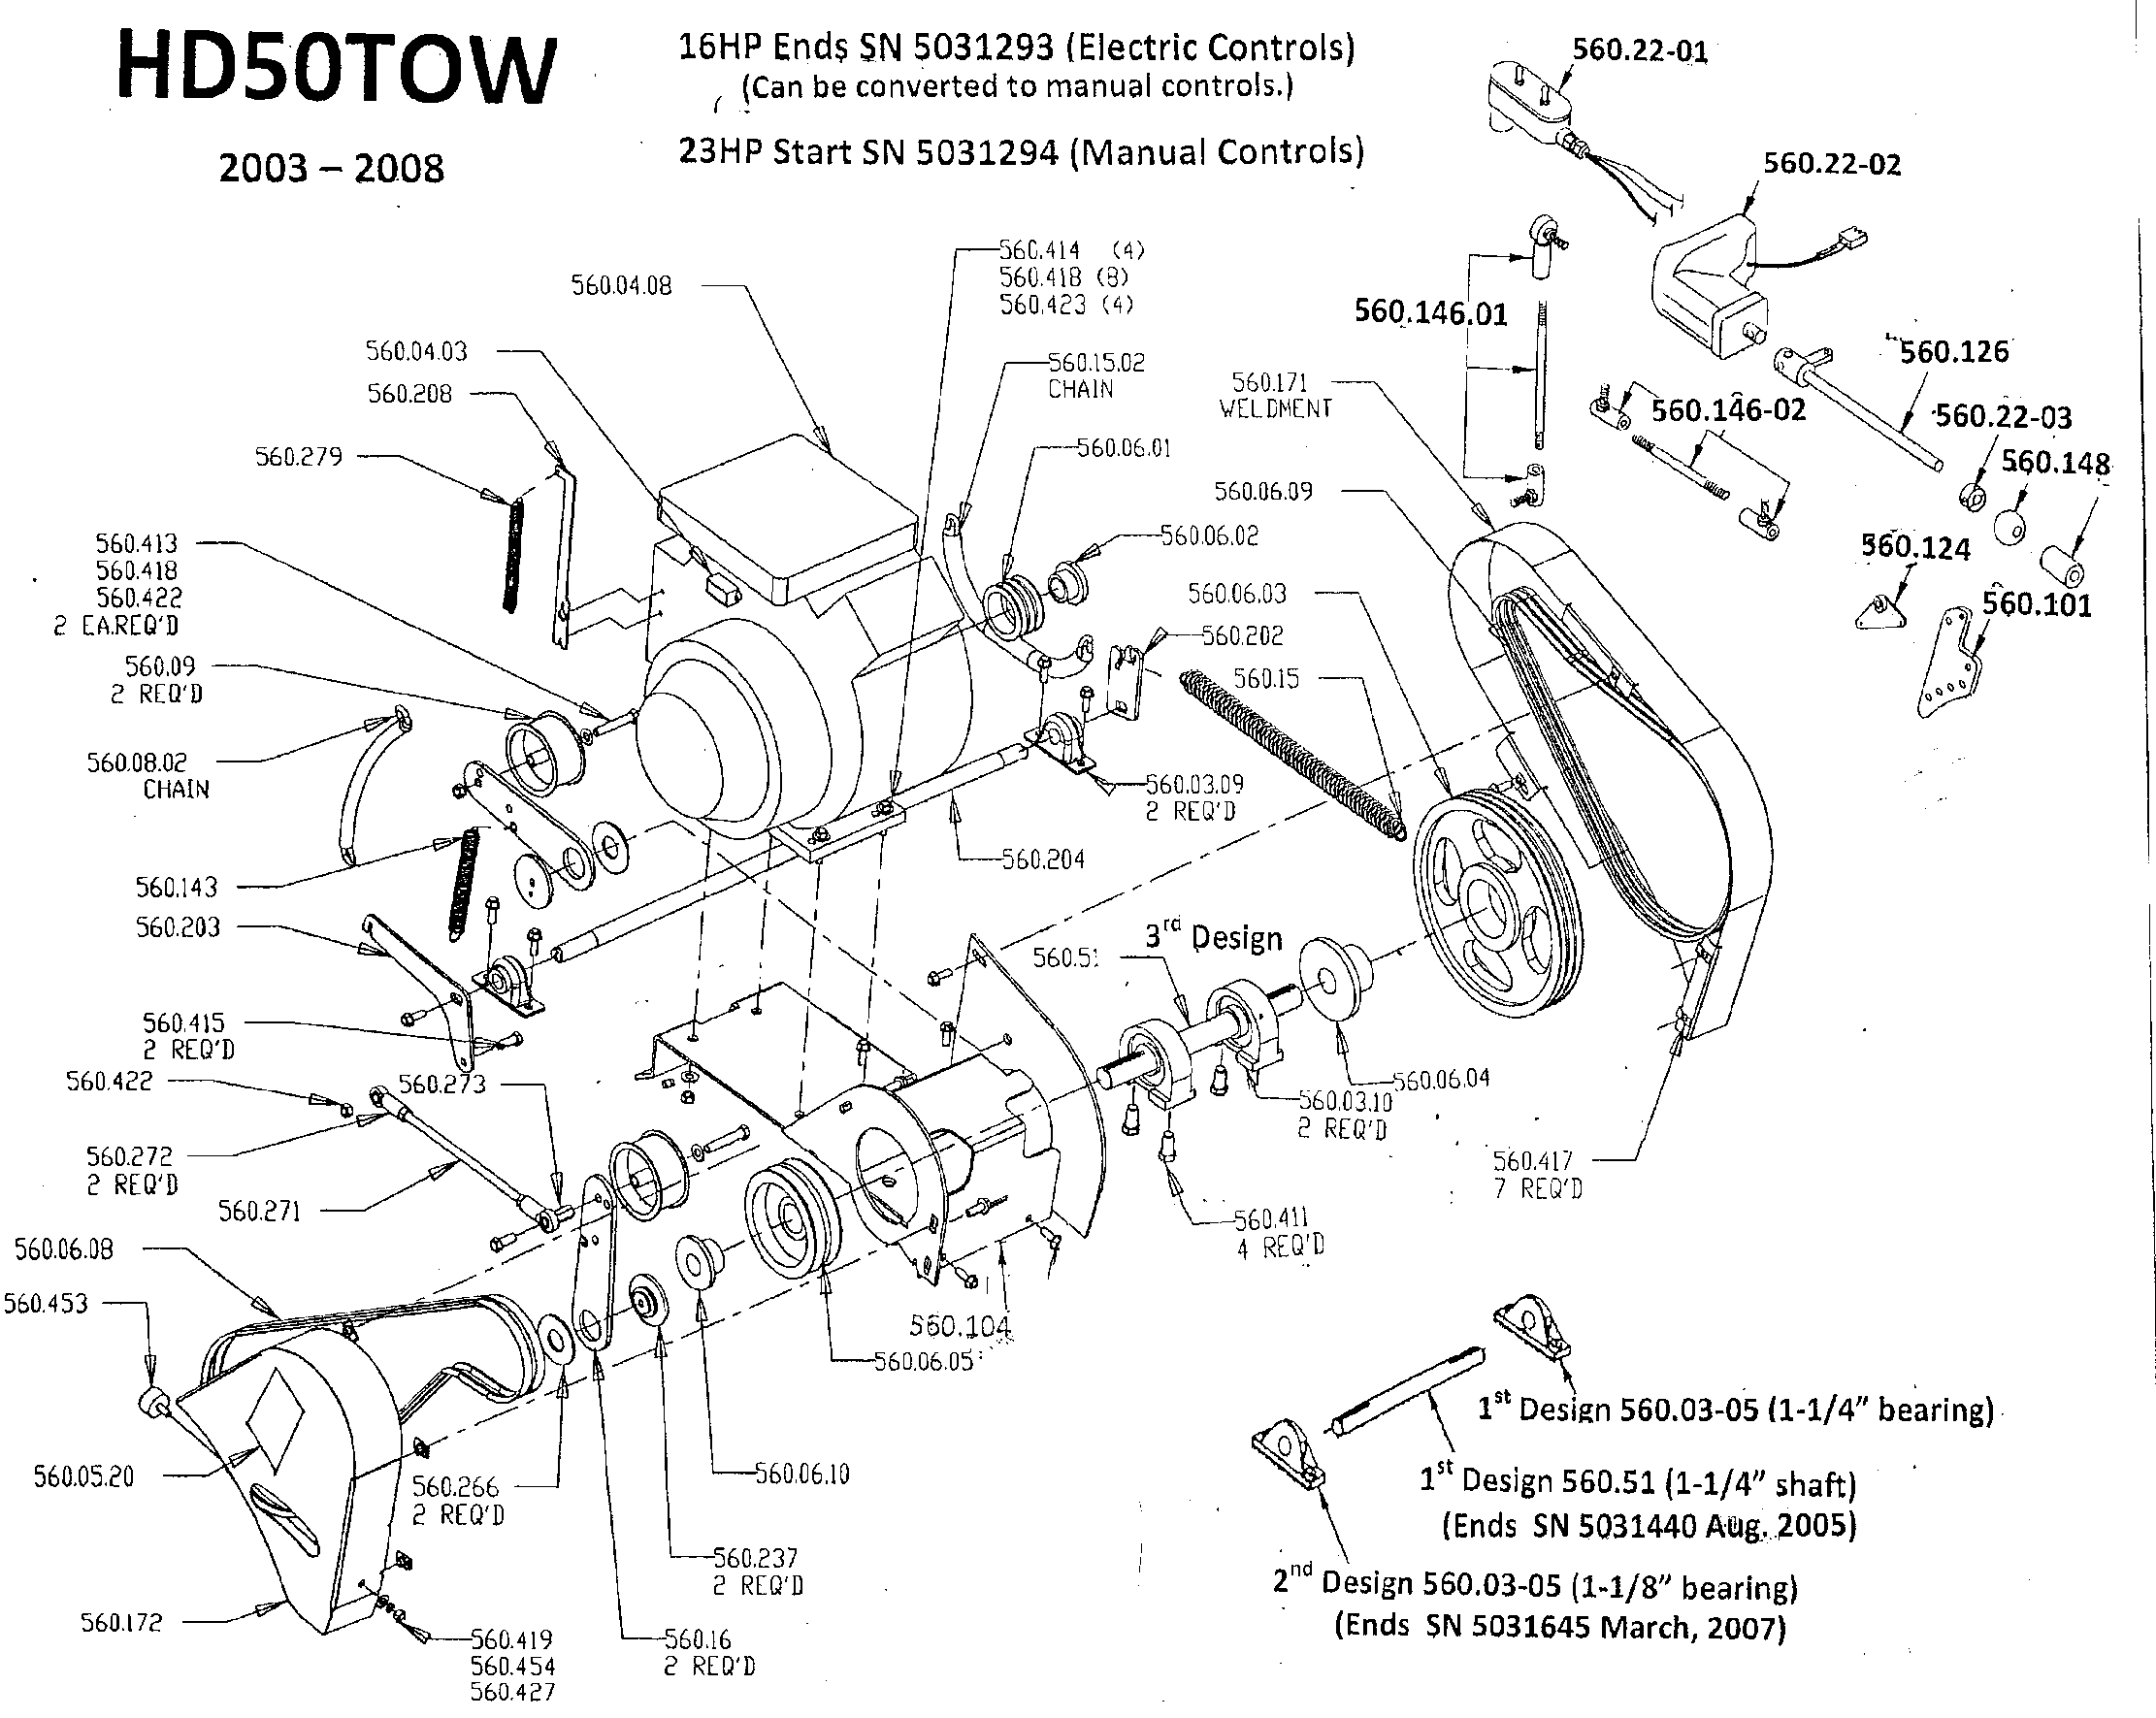 HD50TOW
2003 – 2008
16HP Ends SN 5031293 (Electric Controls)
(Can be converted to manual controls.)
23HP Start SN 5031294 (Manual Controls)
560.22-01
560.22-02
560.414 (4)
560.418 (8)
560.423 (4)
560.04.08
560.04.03
560.208
560.279
560.15.02
CHAIN
560.06.01
560.06.02
560.171
WELDMENT
560.06.09
560.06.03
560.202
560.15
560.146.01
560.146-02
560.126
560.22-03
560.148
560.124
560.101
560.413
560.418
560.422
2 EA.REQ'D
560.09
2 REQ'D
560.08.02
CHAIN
560.143
560.203
560.03.09
2 REQ'D
560.204
3rd Design
560.51
560.415
2 REQ'D
560.422
560.273
560.272
2 REQ'D
560.271
560.06.08
560.453
560.06.04
560.03.10
2 REQ'D
560.417
7 REQ'D
560.411
4 REQ'D
560.104
560.06.05
560.05.20
560.266
2 REQ'D
560.06.10
560.237
2 REQ'D
560.172
560.419
560.454
560.427
560.16
2 REQ'D
1st Design 560.03-05 (1-1/4" bearing)
1st Design 560.51 (1-1/4" shaft)
(Ends SN 5031440 Aug. 2005)
2nd Design 560.03-05 (1-1/8" bearing)
(Ends SN 5031645 March, 2007)